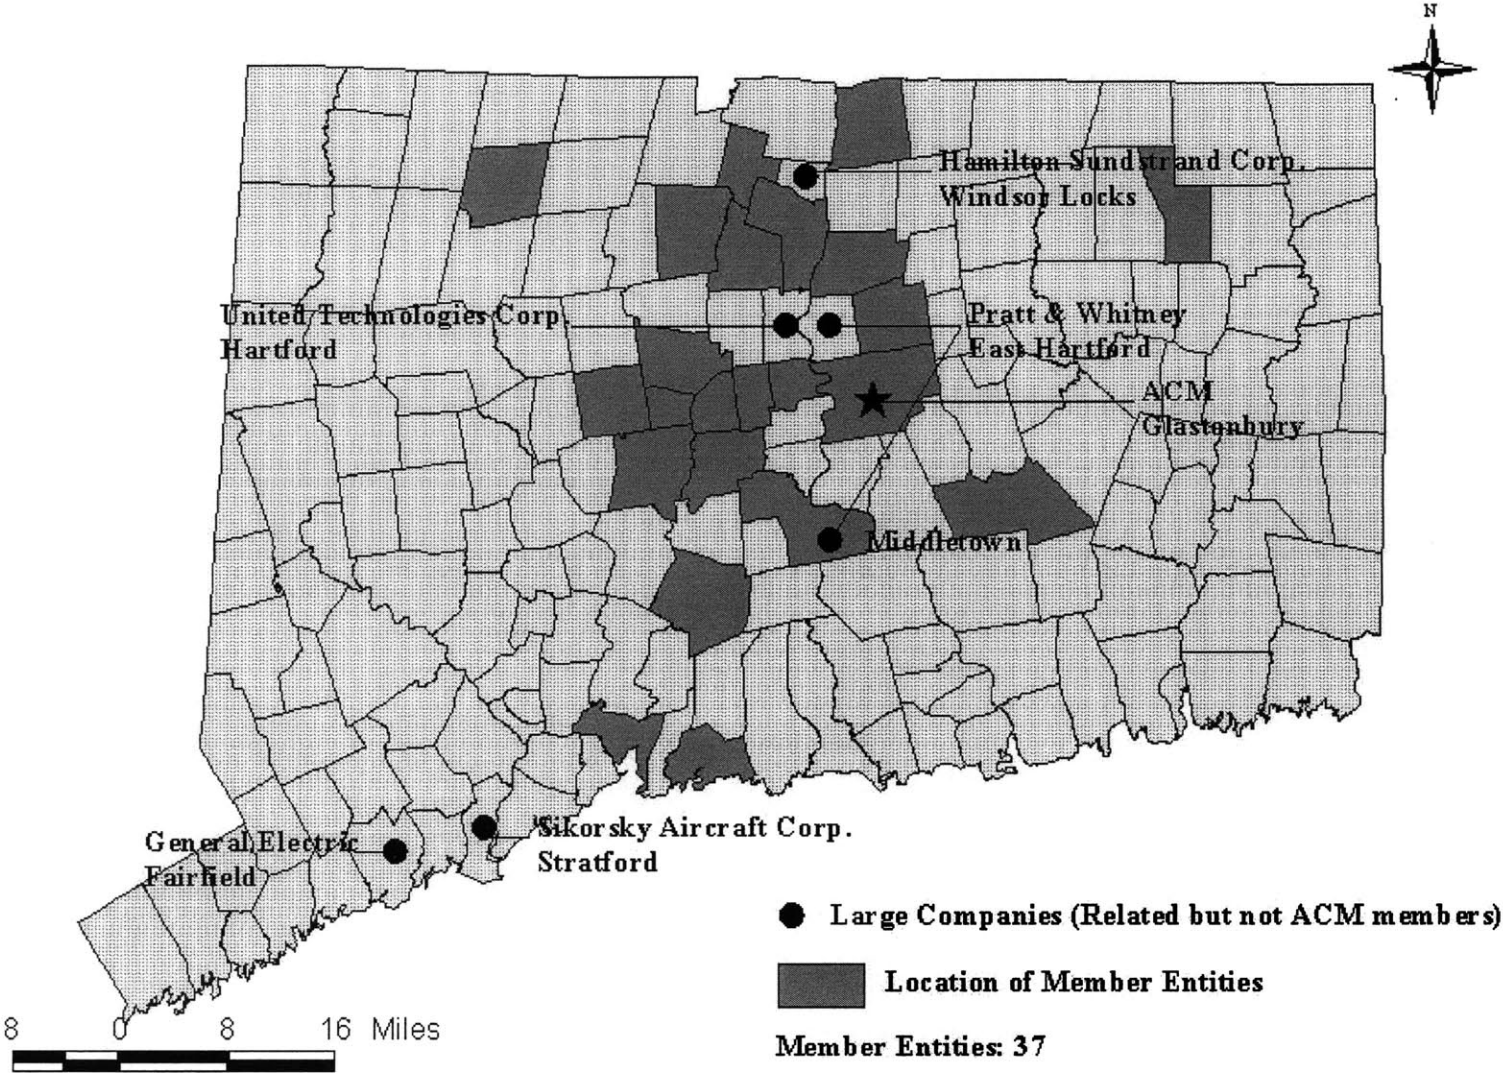 N
Hamilton Sundstrand Corp.
Windsor Locks
United Technologies Corp.
Hartford
Pratt & Whitney
East Hartford
ACM
Glastonbury
Middletown
General Electric
Fairfield
Sikorsky Aircraft Corp.
Stratford
Large Companies (Related but not ACM members)
Location of Member Entities
Member Entities: 37
8 0 8 16 Miles